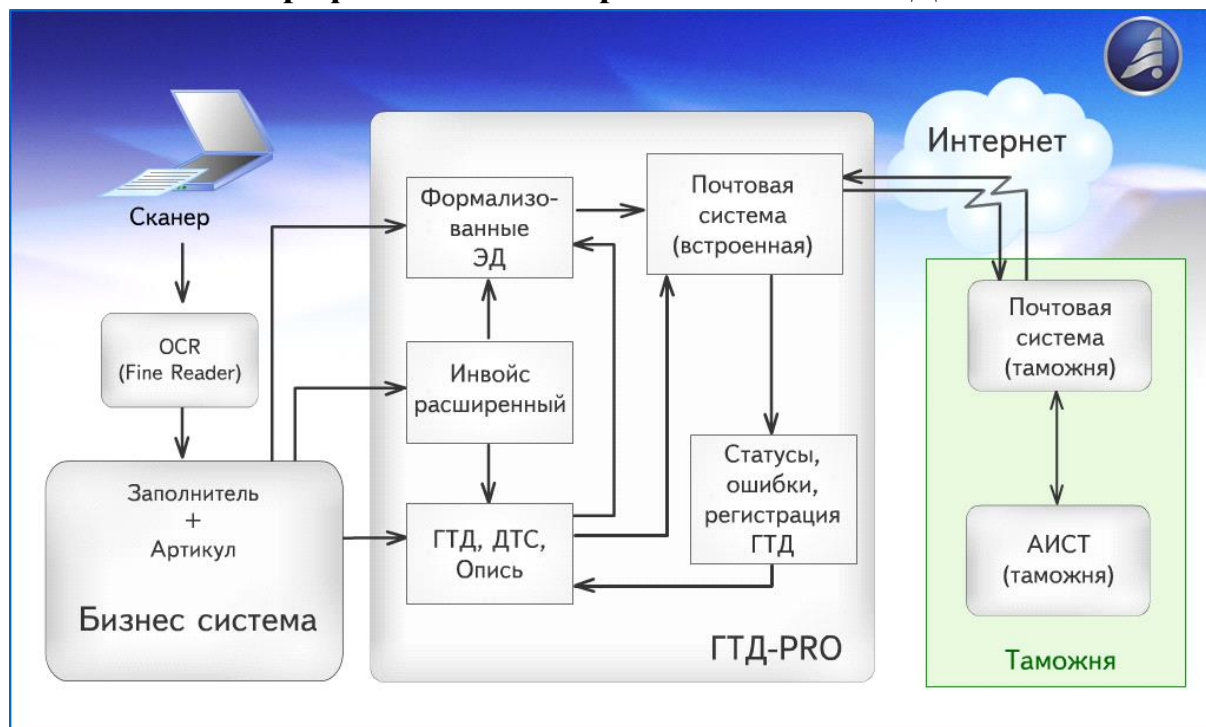 Интернет
Сканер
OCR
(Fine Reader)
Заполнитель
+
Артикул
Бизнес система
Формализо-
ванные
ЭД
Инвойс
расширенный
ГТД, ДТС,
Опись
Почтовая
система
(встроенная)
Статусы,
ошибки,
регистрация
ГТД
ГТД-PRO
Почтовая
система
(таможня)
АИСТ
(таможня)
Таможня